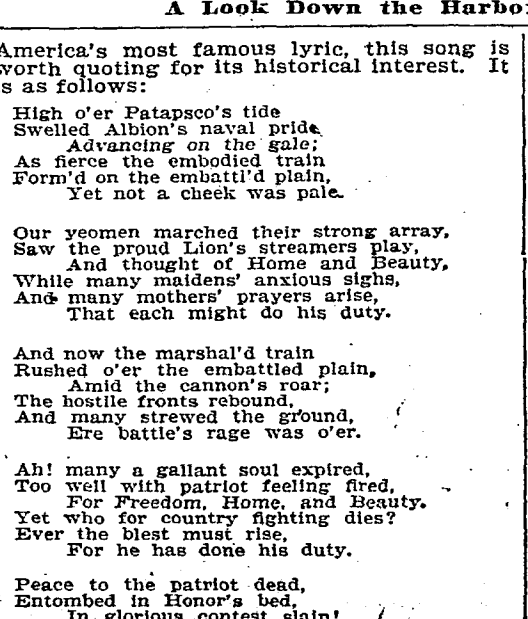 A Look Down the Harbo
America's most famous lyric, this song is
worth quoting for its historical interest. It
s as follows:
High o'er Patapsco's tide
Swelled Albion's naval pride
Advancing on the gale;
As fierce the embodied train
Form'd on the embattl'd plain,
Yet not a cheek was pale.
Our yeomen marched their strong array,
Saw the proud Lion's streamers play,
And thought of Home and Beauty,
While many maidens' anxious sighs,
And many mothers' prayers arise,
That each might do his duty.
And now the marshal'd train
Rushed o'er the embattled plain,
Amid the cannon's roar;
The hostile fronts rebound,
And many strewed the ground,
Ere battle's rage was o'er.
Ah! many a gallant soul expired,
Too well with patriot feeling fired,
For Freedom, Home, and Beauty.
Yet who for country fighting dies?
Ever the blest must rise,
For he has done his duty.
Peace to the patriot dead,
Entombed in Honor's bed,
In glorious contest slain!